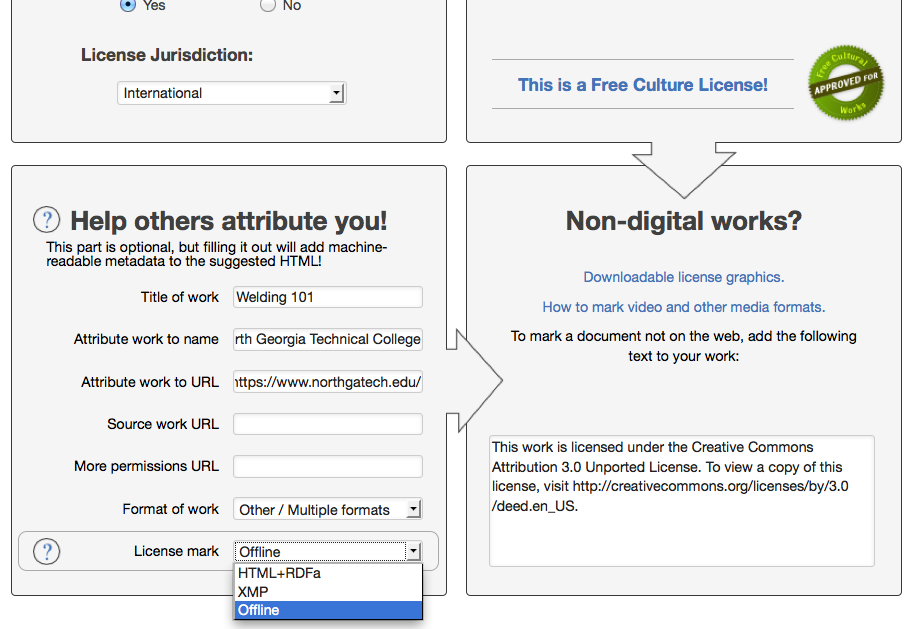 Yes
No
License Jurisdiction:
International
This is a Free Culture License!
Free Cultural
APPROVED FOR
Works
?
Help others attribute you!
This part is optional, but filling it out will add machine-
readable metadata to the suggested HTML!
Title of work
Welding 101
Attribute work to name
rth Georgia Technical College
Attribute work to URL
ttps://www.northgatech.edu/
Source work URL
More permissions URL
Format of work
Other / Multiple formats
?
License mark
Offline
HTML+RDFa
XMP
Offline
Non-digital works?
Downloadable license graphics.
How to mark video and other media formats.
To mark a document not on the web, add the following
text to your work:
This work is licensed under the Creative Commons
Attribution 3.0 Unported License. To view a copy of this
license, visit http://creativecommons.org/licenses/by/3.0
/deed.en_US.